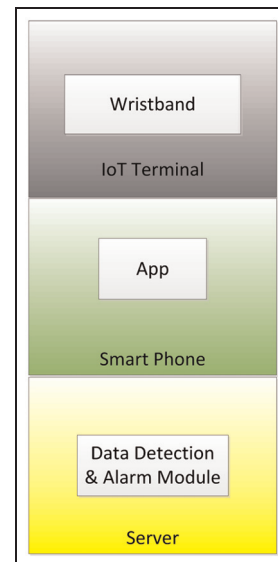 Wristband
IoT Terminal
App
Smart Phone
Data Detection
& Alarm Module
Server